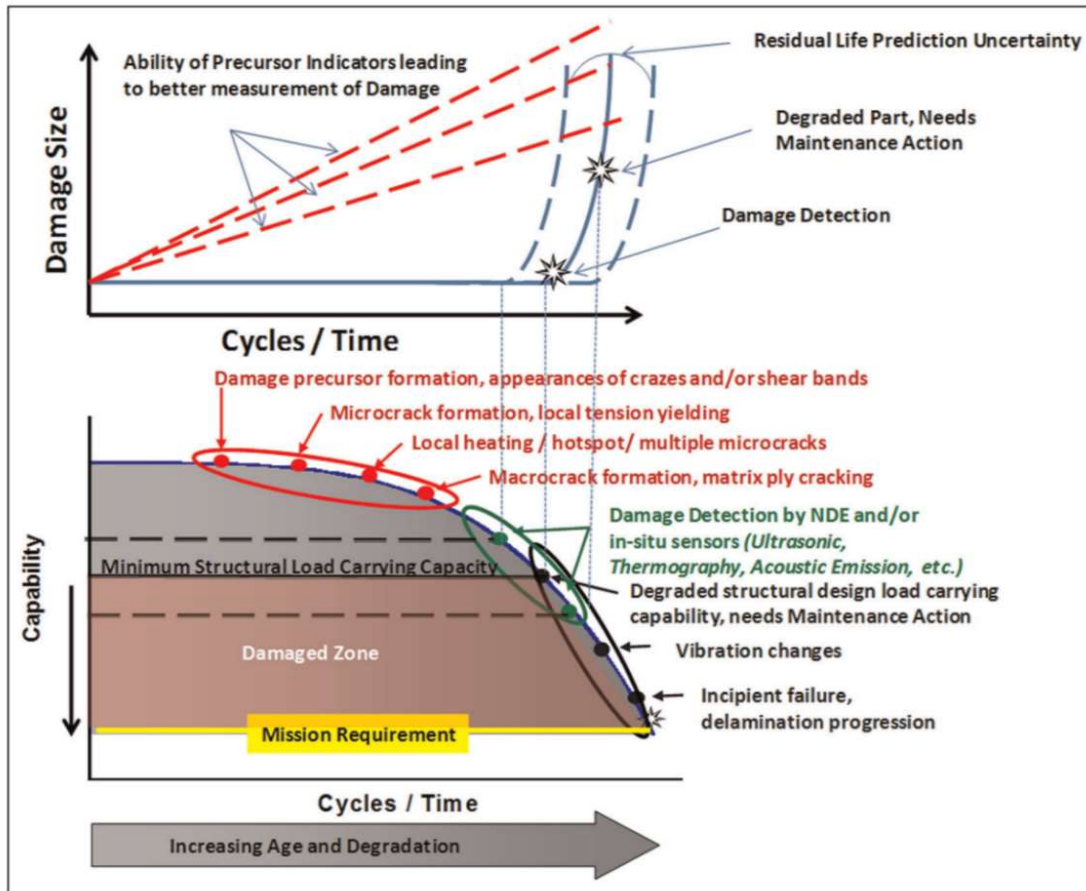 Ability of Precursor Indicators leading
to better measurement of Damage
Residual Life Prediction Uncertainty
Degraded Part, Needs
Maintenance Action
Damage Detection
Damage Size
Cycles / Time
Damage precursor formation, appearances of crazes and/or shear bands
Microcrack formation, local tension yielding
Local heating / hotspot/ multiple microcracks
Macrocrack formation, matrix ply cracking
Damage Detection by NDE and/or
in-situ sensors (Ultrasonic,
Thermography, Acoustic Emission, etc.)
Minimum Structural Load Carrying Capacity
Degraded structural design load carrying
capability, needs Maintenance Action
Capability
Damaged Zone
Vibration changes
Incipient failure,
delamination progression
Mission Requirement
Cycles / Time
Increasing Age and Degradation